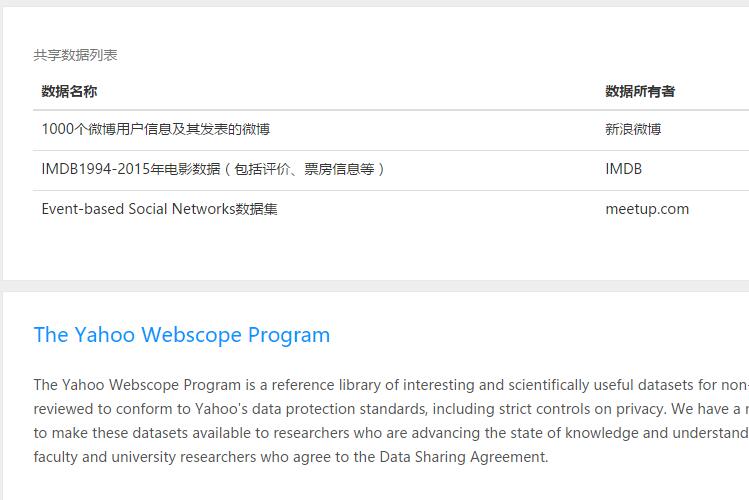 共享数据列表
数据名称 数据所有者
1000个微博用户信息及其发表的微博 新浪微博
IMDB1994-2015年电影数据（包括评价、票房信息等） IMDB
Event-based Social Networks数据集 meetup.com
The Yahoo Webscope Program
The Yahoo Webscope Program is a reference library of interesting and scientifically useful datasets for non-
reviewed to conform to Yahoo's data protection standards, including strict controls on privacy. We have a
to make these datasets available to researchers who are advancing the state of knowledge and understand
faculty and university researchers who agree to the Data Sharing Agreement.